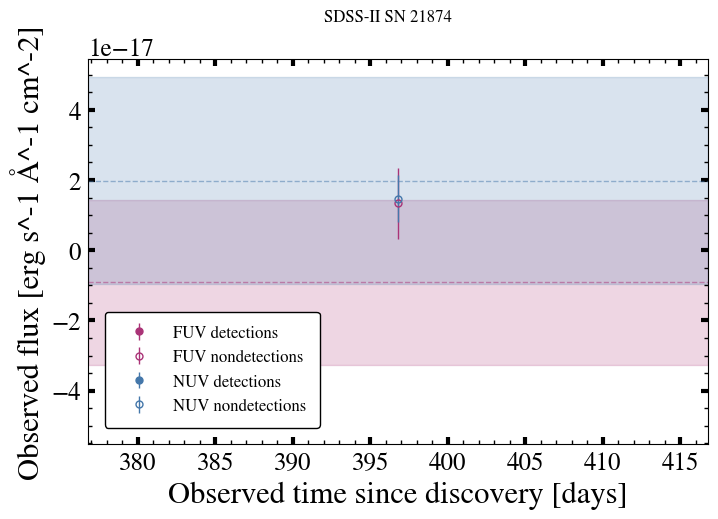 SDSS-II SN 21874
1e−17
Observed flux [erg s^-1 Å^-1 cm^-2]
4
2
0
−2
−4
FUV detections
FUV nondetections
NUV detections
NUV nondetections
380 385 390 395 400 405 410 415
Observed time since discovery [days]